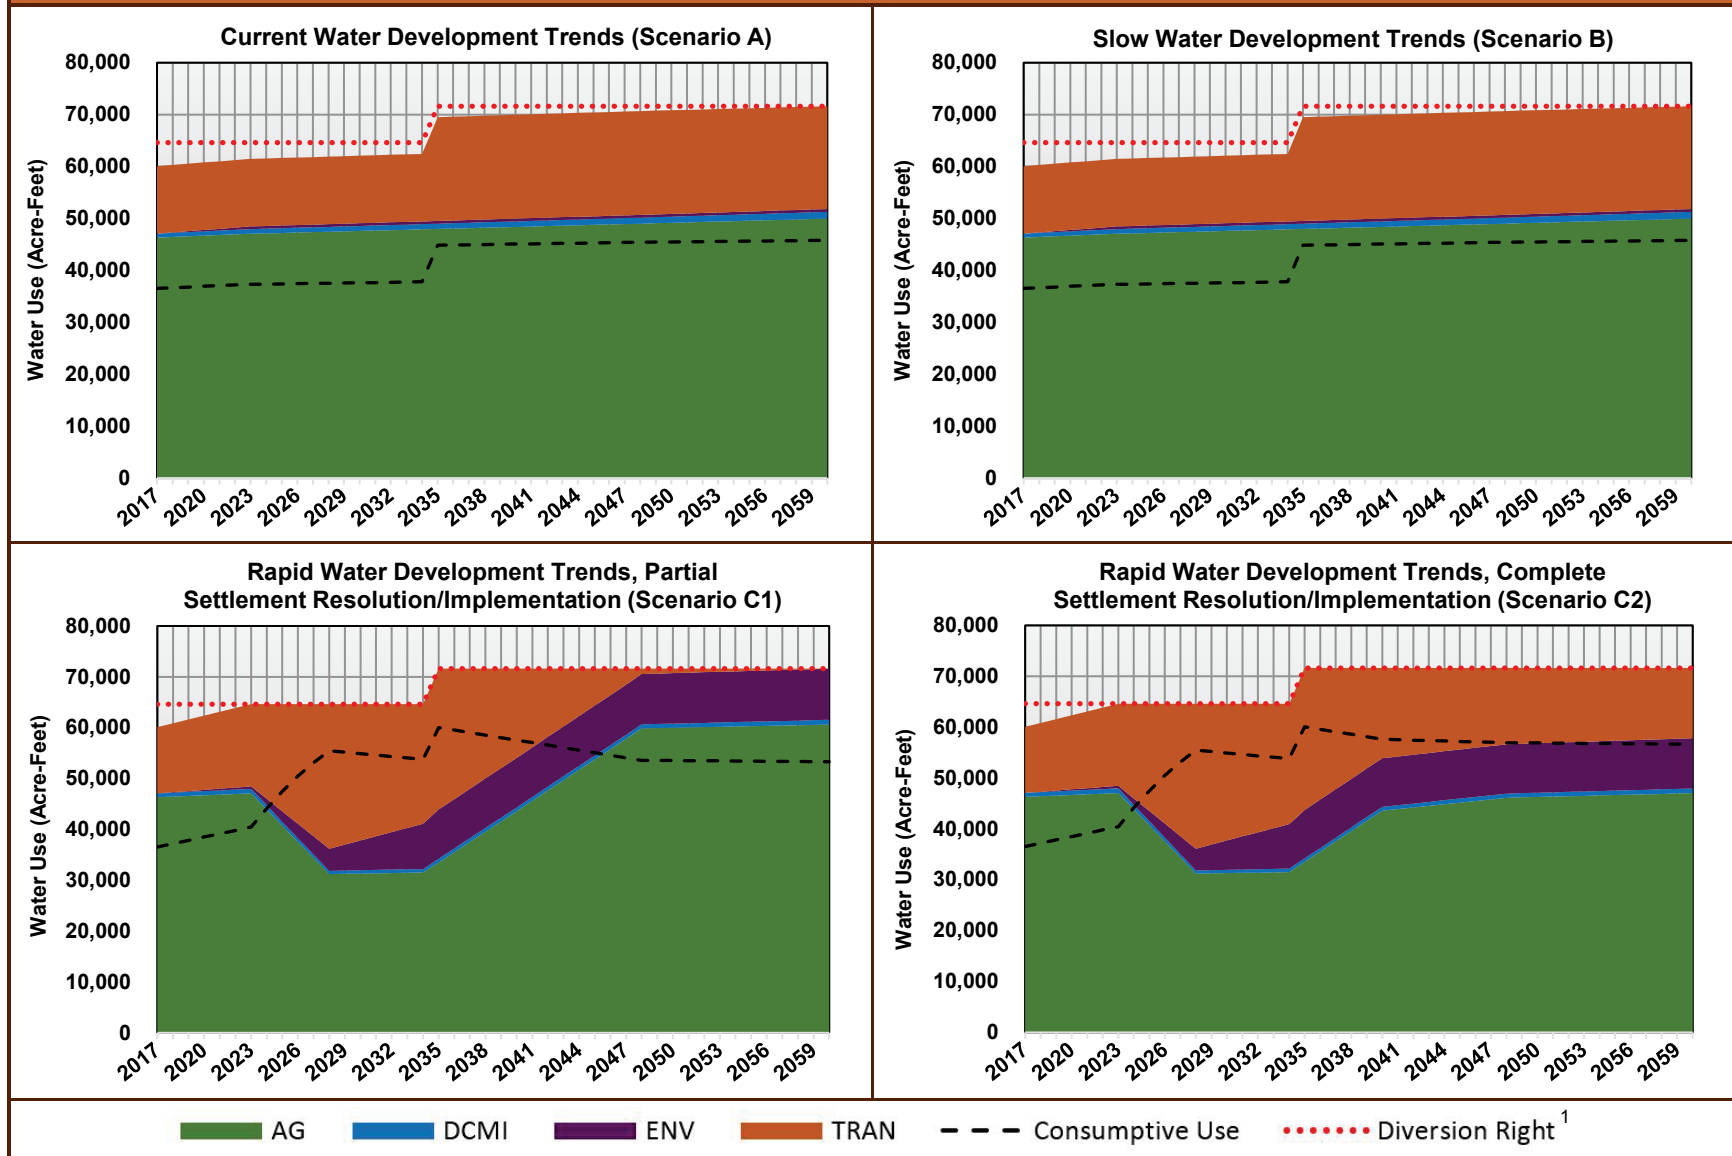 Current Water Development Trends (Scenario A)
80,000
70,000
60,000
50,000
40,000
30,000
20,000
10,000
0
Water Use (Acre-Feet)
2017 2020 2023 2026 2029 2032 2035 2038 2041 2044 2047 2050 2053 2056 2059
Slow Water Development Trends (Scenario B)
80,000
70,000
60,000
50,000
40,000
30,000
20,000
10,000
0
Water Use (Acre-Feet)
2017 2020 2023 2026 2029 2032 2035 2038 2041 2044 2047 2050 2053 2056 2059
Rapid Water Development Trends, Partial
Settlement Resolution/Implementation (Scenario C1)
80,000
70,000
60,000
50,000
40,000
30,000
20,000
10,000
0
Water Use (Acre-Feet)
2017 2020 2023 2026 2029 2032 2035 2038 2041 2044 2047 2050 2053 2056 2059
Rapid Water Development Trends, Complete
Settlement Resolution/Implementation (Scenario C2)
80,000
70,000
60,000
50,000
40,000
30,000
20,000
10,000
0
Water Use (Acre-Feet)
2017 2020 2023 2026 2029 2032 2035 2038 2041 2044 2047 2050 2053 2056 2059
AG DCMI ENV TRAN Consumptive Use Diversion Right 1